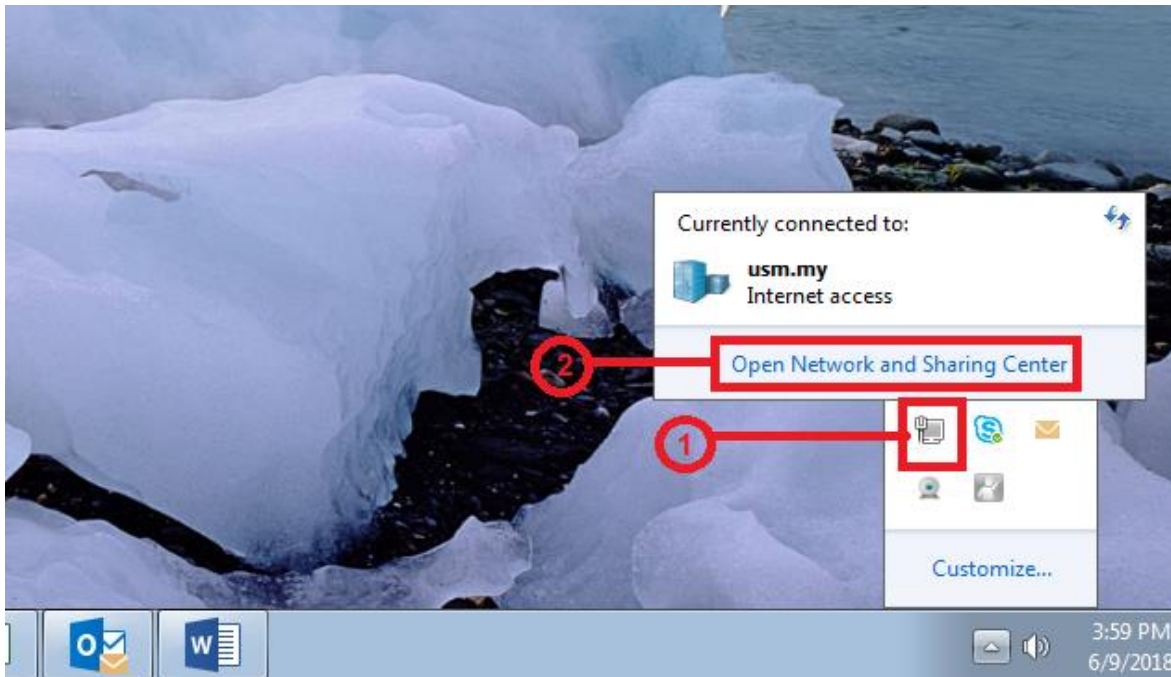 Currently connected to:
usm.my
Internet access
2
Open Network and Sharing Center
1
S
Customize...
O
W
3:59 PM
6/9/2018